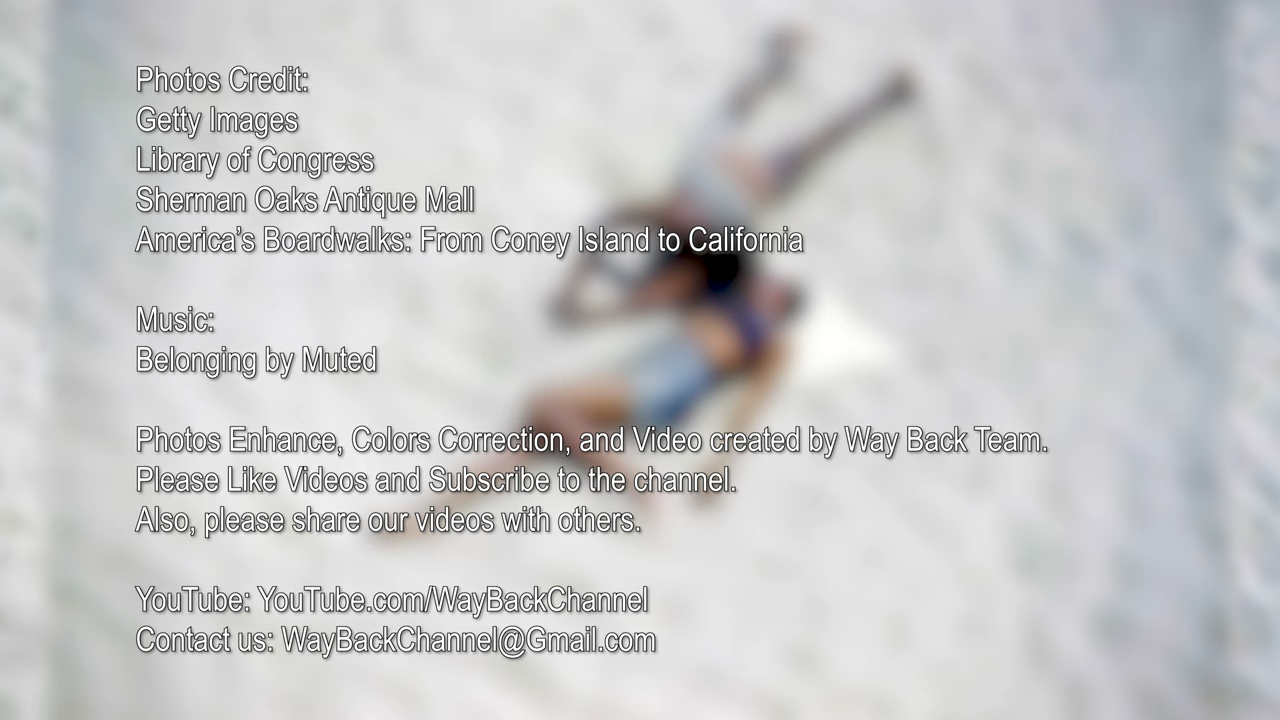 Photos Credit:
Getty Images
Library of Congress
Sherman Oaks Antique Mall
America’s Boardwalks: From Coney Island to California
Music:
Belonging by Muted
Photos Enhance, Colors Correction, and Video created by Way Back Team.
Please Like Videos and Subscribe to the channel.
Also, please share our videos with others.
YouTube: YouTube.com/WayBackChannel
Contact us: WayBackChannel@Gmail.com